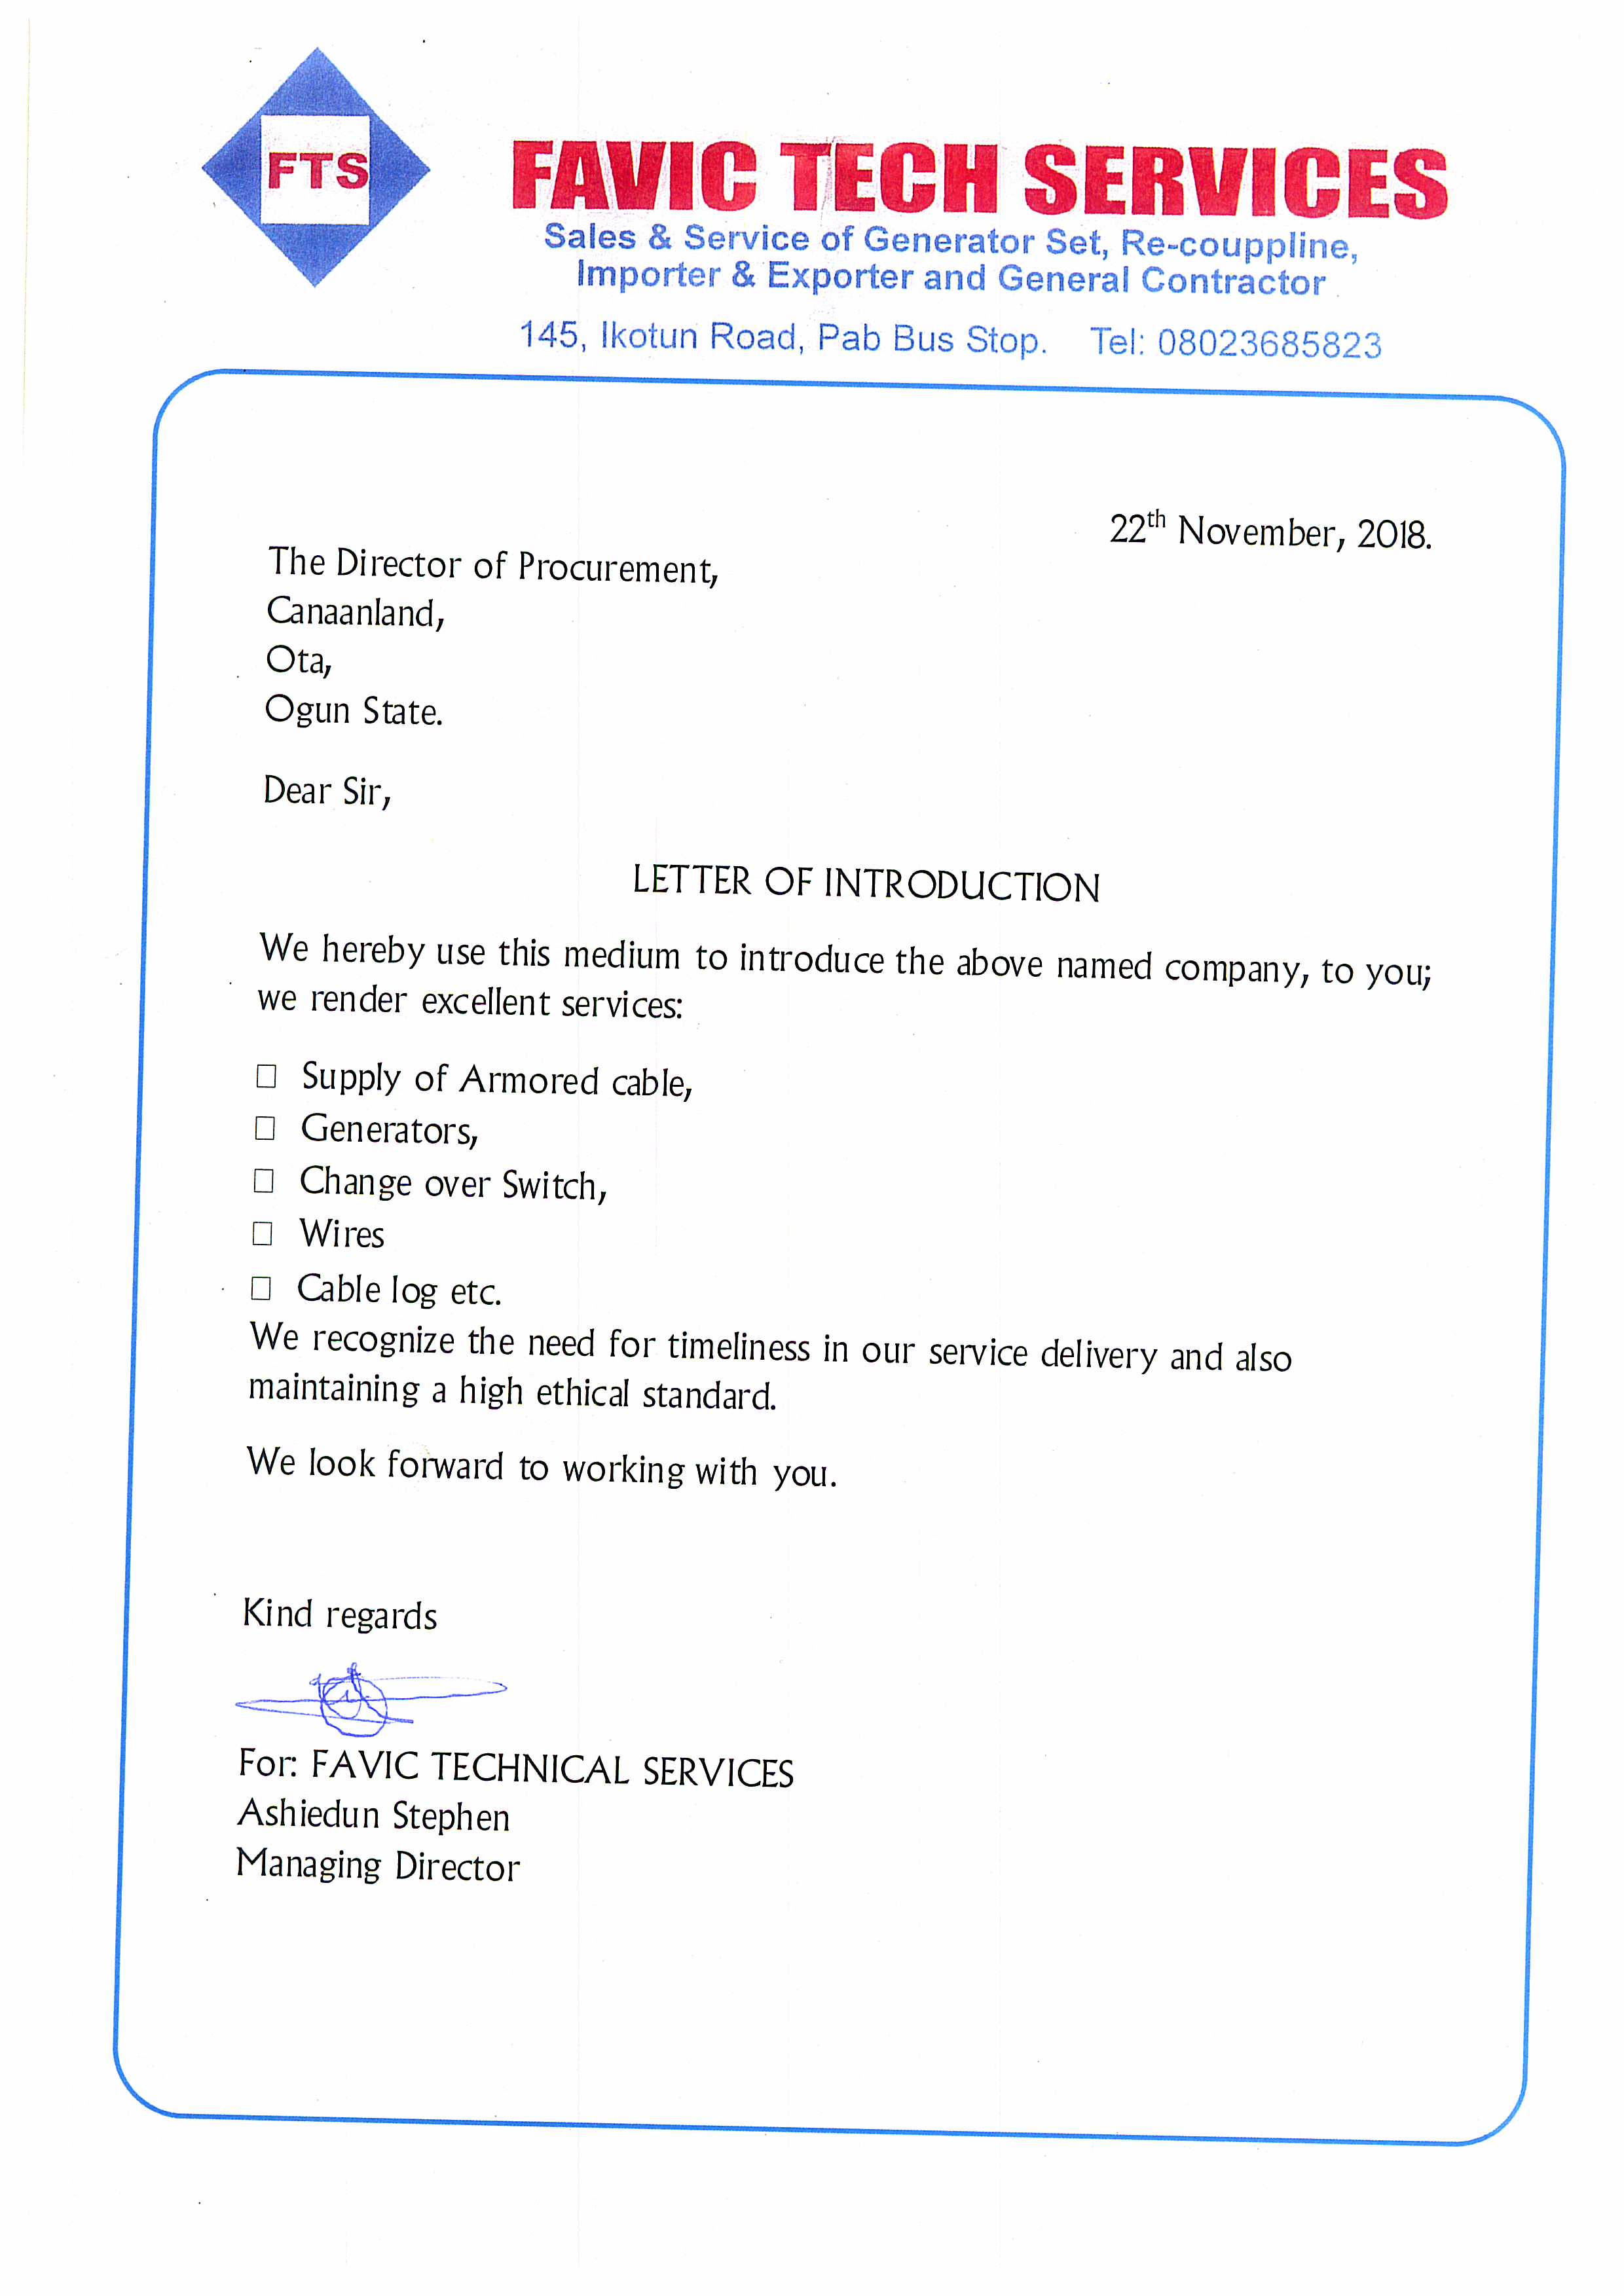 FTS
FAVIC TECH SERVICES
Sales & Service of Generator Set, Re-couppline,
Importer & Exporter and General Contractor
145, Ikotun Road, Pab Bus Stop. Tel: 08023685823
22th November, 2018.
The Director of Procurement,
Canaanland,
Ota,
Ogun State.
Dear Sir,
LETTER OF INTRODUCTION
We hereby use this medium to introduce the above named company, to you;
we render excellent services:
□ Supply of Armored cable,
□ Generators,
□ Change over Switch,
□ Wires
□ Cable log etc.
We recognize the need for timeliness in our service delivery and also
maintaining a high ethical standard.
We look forward to working with you.
Kind regards
For: FAVIC TECHNICAL SERVICES
Ashiedun Stephen
Managing Director